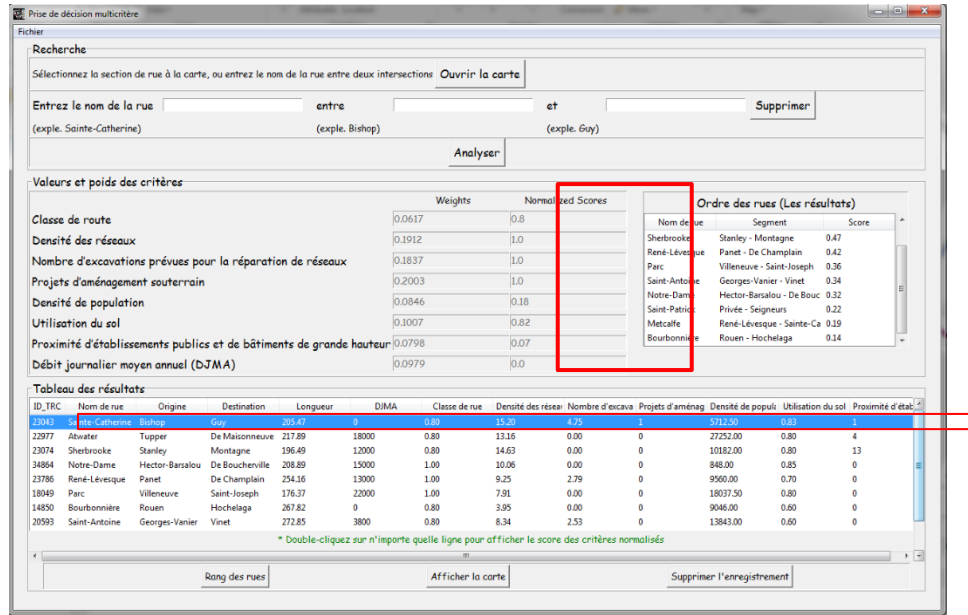 Prise de décision multicritère
Fichier
Recherche
Sélectionnez la section de rue à la carte, ou entrez le nom de la rue entre deux intersections Ouvrir la carte
Entrez le nom de la rue entre et Supprimer
(exple. Sainte-Catherine) (exple. Bishop) (exple. Guy)
Analyser
Valeurs et poids des critères
Weights Normalized Scores
Classe de route 0.0617 0.8
Densité des réseaux 0.1912 1.0
Nombre d'excavations prévues pour la réparation de réseaux 0.1837 1.0
Projets d'aménagement souterrain 0.2003 1.0
Densité de population 0.0846 0.18
Utilisation du sol 0.1007 0.82
Proximité d'établissements publics et de bâtiments de grande hauteur 0.0798 0.07
Débit journalier moyen annuel (DJMA) 0.0979 0.0
Ordre des rues (Les résultats)
Nom de rue Segment Score
Sherbrooke Stanley - Montagne 0.47
René-Lévesque Panet - De Champlain 0.42
Parc Villeneuve - Saint-Joseph 0.36
Saint-Antoine Georges-Vanier - Vinet 0.34
Notre-Dame Hector-Barsalou - De Bouc 0.32
Saint-Patrick Privée - Seigneurs 0.22
Metcalfe René-Lévesque - Sainte-Ca 0.19
Bourbonnière Rouen - Hochelaga 0.14
Tableau des résultats
ID_TRC Nom de rue Origine Destination Longueur DJMA Classe de rue Densité des réseau Nombre d'excava Projets d'aménag Densité de popula Utilisation du sol Proximité d'étab
23043 Sainte-Catherine Bishop Guy 205.47 0 0.80 15.20 4.75 1 5712.50 0.83 1
22977 Atwater Tupper De Maisonneuve 217.89 18000 0.80 13.16 0.00 0 27252.00 0.80 4
23074 Sherbrooke Stanley Montagne 196.49 12000 0.80 14.63 0.00 0 10182.00 0.80 13
34864 Notre-Dame Hector-Barsalou De Boucherville 208.89 15000 1.00 10.06 0.00 0 848.00 0.85 0
23786 René-Lévesque Panet De Champlain 254.16 13000 1.00 9.25 2.79 0 9560.00 0.70 0
18049 Parc Villeneuve Saint-Joseph 176.37 22000 1.00 7.91 0.00 0 18037.50 0.80 0
14850 Bourbonnière Rouen Hochelaga 267.82 0 0.80 3.95 0.00 0 9046.00 0.60 0
20593 Saint-Antoine Georges-Vanier Vinet 272.85 3800 0.80 8.34 2.53 0 13843.00 0.60 0
* Double-cliquez sur n'importe quelle ligne pour afficher le score des critères normalisés
Rang des rues Afficher la carte Supprimer l'enregistrement